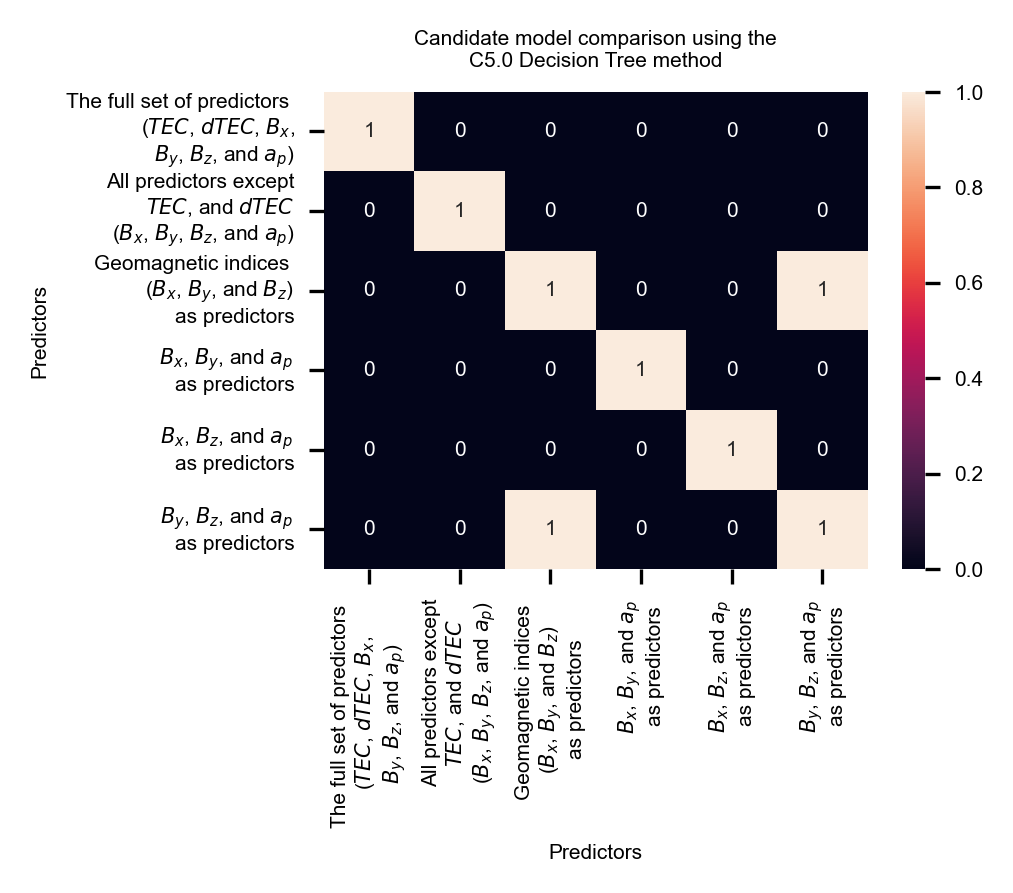 Candidate model comparison using the
C5.0 Decision Tree method
Predictors
The full set of predictors
(TEC, dTEC, Bx,
By, Bz, and ap)
1 0 0 0 0 0
All predictors except
TEC, and dTEC
(Bx, By, Bz, and ap)
0 1 0 0 0 0
Geomagnetic indices
(Bx, By, and Bz)
as predictors
0 0 1 0 0 1
Bx, By, and ap
as predictors
0 0 0 1 0 0
Bx, Bz, and ap
as predictors
0 0 0 0 1 0
By, Bz, and ap
as predictors
0 0 1 0 0 1
1.0
0.8
0.6
0.4
0.2
0.0
The full set of predictors
(TEC, dTEC, Bx,
By, Bz, and ap)
All predictors except
TEC, and dTEC
(Bx, By, Bz, and ap)
Geomagnetic indices
(Bx, By, and Bz)
as predictors
Bx, By, and ap
as predictors
Bx, Bz, and ap
as predictors
By, Bz, and ap
as predictors
Predictors